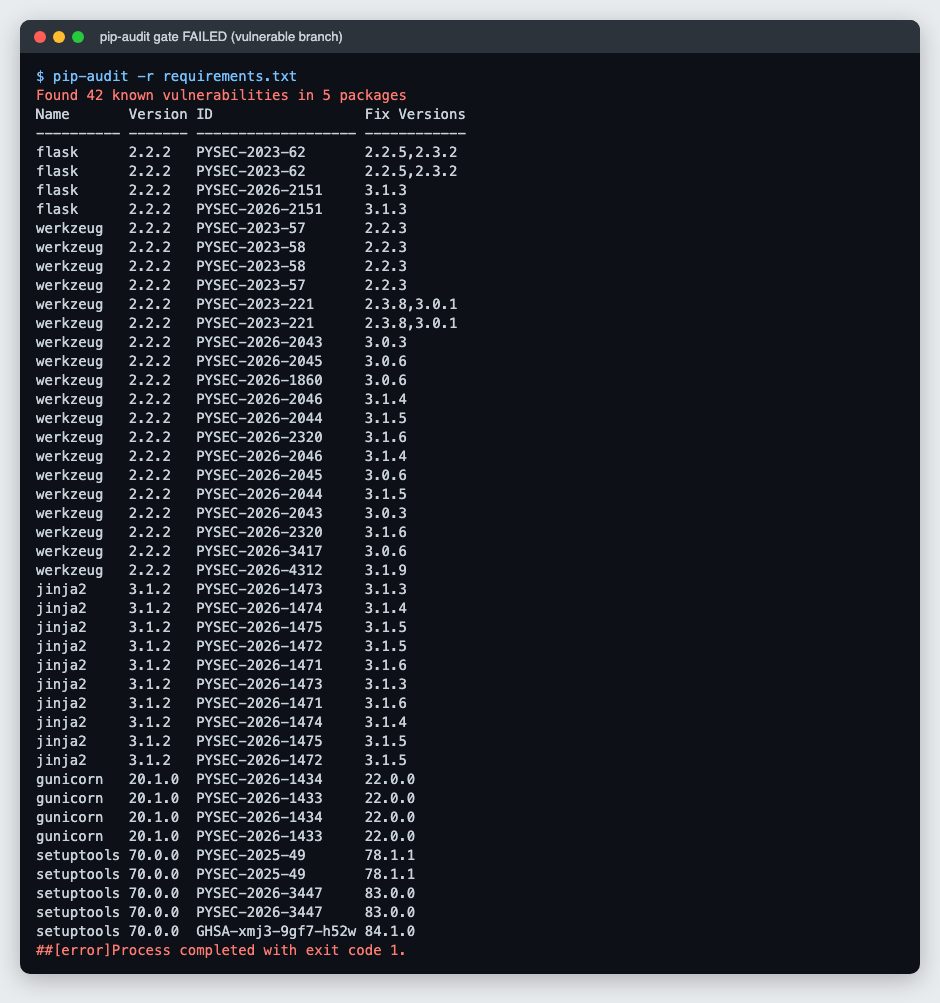 pip-audit gate FAILED (vulnerable branch)
$ pip-audit -r requirements.txt
Found 42 known vulnerabilities in 5 packages
Name       Version ID                  Fix Versions
---------- ------- ------------------- ------------
flask      2.2.2   PYSEC-2023-62       2.2.5,2.3.2
flask      2.2.2   PYSEC-2023-62       2.2.5,2.3.2
flask      2.2.2   PYSEC-2026-2151     3.1.3
flask      2.2.2   PYSEC-2026-2151     3.1.3
werkzeug   2.2.2   PYSEC-2023-57       2.2.3
werkzeug   2.2.2   PYSEC-2023-58       2.2.3
werkzeug   2.2.2   PYSEC-2023-58       2.2.3
werkzeug   2.2.2   PYSEC-2023-57       2.2.3
werkzeug   2.2.2   PYSEC-2023-221      2.3.8,3.0.1
werkzeug   2.2.2   PYSEC-2023-221      2.3.8,3.0.1
werkzeug   2.2.2   PYSEC-2026-2043     3.0.3
werkzeug   2.2.2   PYSEC-2026-2045     3.0.6
werkzeug   2.2.2   PYSEC-2026-1860     3.0.6
werkzeug   2.2.2   PYSEC-2026-2046     3.1.4
werkzeug   2.2.2   PYSEC-2026-2044     3.1.5
werkzeug   2.2.2   PYSEC-2026-2320     3.1.6
werkzeug   2.2.2   PYSEC-2026-2046     3.1.4
werkzeug   2.2.2   PYSEC-2026-2045     3.0.6
werkzeug   2.2.2   PYSEC-2026-2044     3.1.5
werkzeug   2.2.2   PYSEC-2026-2043     3.0.3
werkzeug   2.2.2   PYSEC-2026-2320     3.1.6
werkzeug   2.2.2   PYSEC-2026-3417     3.0.6
werkzeug   2.2.2   PYSEC-2026-4312     3.1.9
jinja2     3.1.2   PYSEC-2026-1473     3.1.3
jinja2     3.1.2   PYSEC-2026-1474     3.1.4
jinja2     3.1.2   PYSEC-2026-1475     3.1.5
jinja2     3.1.2   PYSEC-2026-1472     3.1.5
jinja2     3.1.2   PYSEC-2026-1471     3.1.6
jinja2     3.1.2   PYSEC-2026-1473     3.1.3
jinja2     3.1.2   PYSEC-2026-1471     3.1.6
jinja2     3.1.2   PYSEC-2026-1474     3.1.4
jinja2     3.1.2   PYSEC-2026-1475     3.1.5
jinja2     3.1.2   PYSEC-2026-1472     3.1.5
gunicorn   20.1.0  PYSEC-2026-1434     22.0.0
gunicorn   20.1.0  PYSEC-2026-1433     22.0.0
gunicorn   20.1.0  PYSEC-2026-1434     22.0.0
gunicorn   20.1.0  PYSEC-2026-1433     22.0.0
setuptools 70.0.0  PYSEC-2025-49       78.1.1
setuptools 70.0.0  PYSEC-2025-49       78.1.1
setuptools 70.0.0  PYSEC-2026-3447     83.0.0
setuptools 70.0.0  PYSEC-2026-3447     83.0.0
setuptools 70.0.0  GHSA-xmj3-9gf7-h52w 84.1.0
##[error]Process completed with exit code 1.